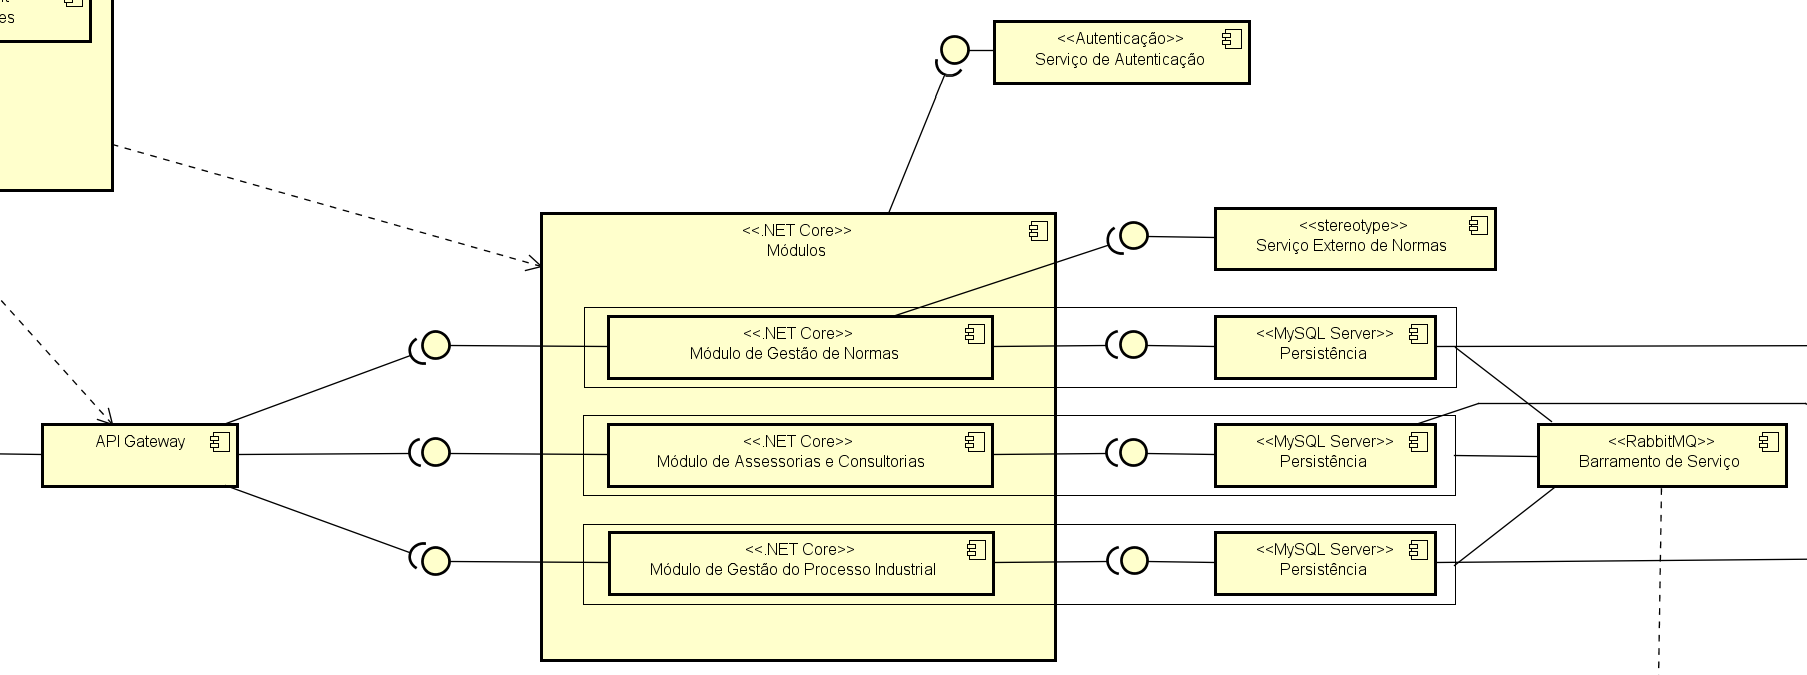 es
<<Autenticação>>
Serviço de Autenticação
<<.NET Core>>
Módulos
<<stereotype>>
Serviço Externo de Normas
<<.NET Core>>
Módulo de Gestão de Normas
<<MySQL Server>>
Persistência
API Gateway
<<.NET Core>>
Módulo de Assessorias e Consultorias
<<MySQL Server>>
Persistência
<<RabbitMQ>>
Barramento de Serviço
<<.NET Core>>
Módulo de Gestão do Processo Industrial
<<MySQL Server>>
Persistência